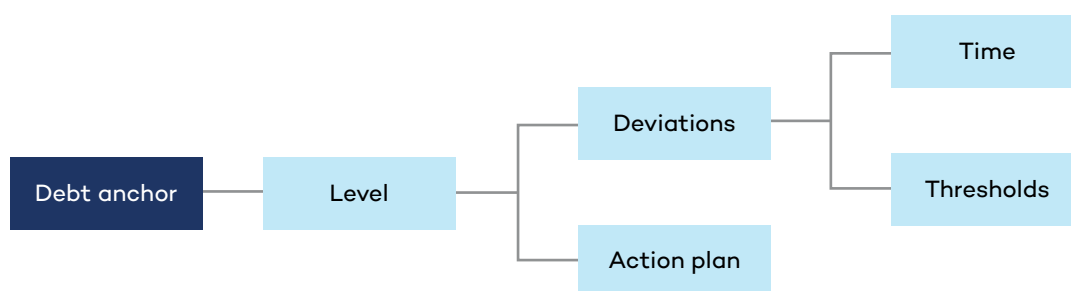 Debt anchor
Level
Deviations
Action plan
Time
Thresholds